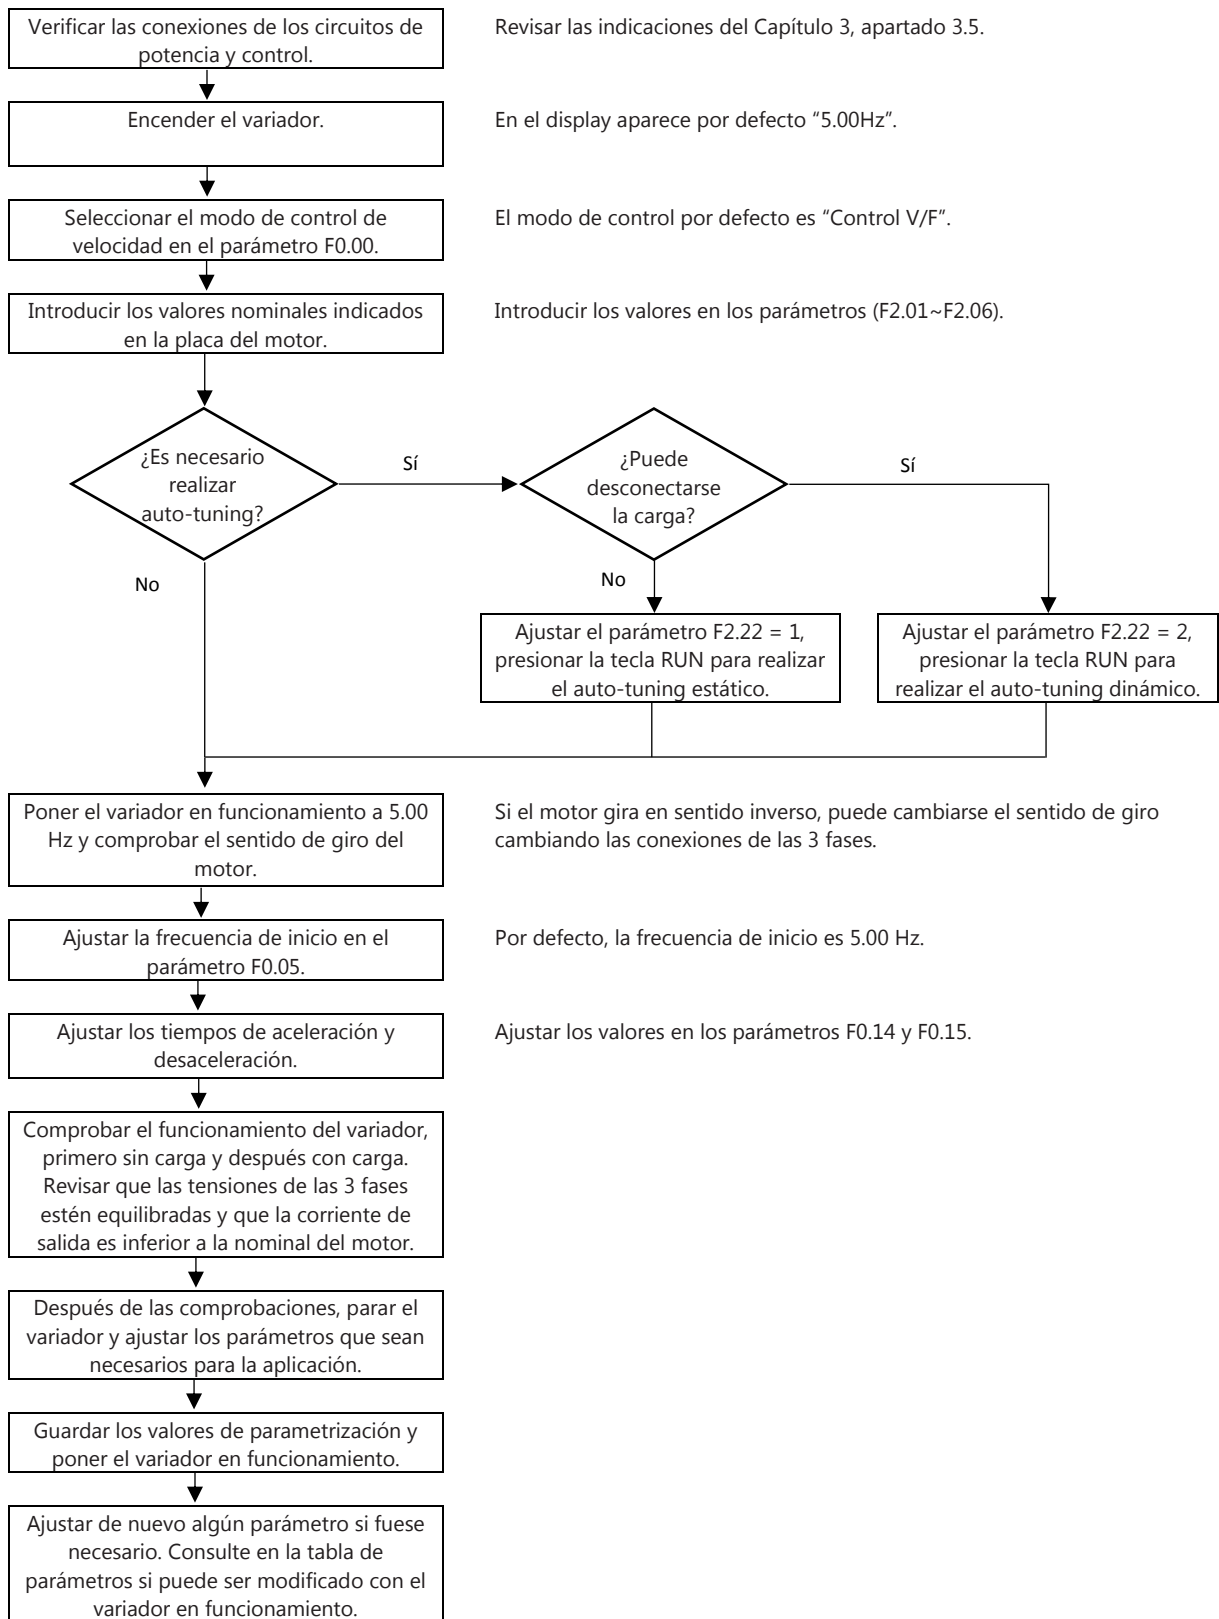 Verificar las conexiones de los circuitos de
potencia y control.
Revisar las indicaciones del Capítulo 3, apartado 3.5.
Encender el variador.
En el display aparece por defecto “5.00Hz”.
Seleccionar el modo de control de
velocidad en el parámetro F0.00.
El modo de control por defecto es “Control V/F”.
Introducir los valores nominales indicados
en la placa del motor.
Introducir los valores en los parámetros (F2.01~F2.06).
¿Es necesario
realizar
auto-tuning?
Sí
No
¿Puede
desconectarse
la carga?
Sí
No
Ajustar el parámetro F2.22 = 1,
presionar la tecla RUN para realizar
el auto-tuning estático.
Ajustar el parámetro F2.22 = 2,
presionar la tecla RUN para
realizar el auto-tuning dinámico.
Poner el variador en funcionamiento a 5.00
Hz y comprobar el sentido de giro del
motor.
Si el motor gira en sentido inverso, puede cambiarse el sentido de giro
cambiando las conexiones de las 3 fases.
Ajustar la frecuencia de inicio en el
parámetro F0.05.
Por defecto, la frecuencia de inicio es 5.00 Hz.
Ajustar los tiempos de aceleración y
desaceleración.
Ajustar los valores en los parámetros F0.14 y F0.15.
Comprobar el funcionamiento del variador,
primero sin carga y después con carga.
Revisar que las tensiones de las 3 fases
estén equilibradas y que la corriente de
salida es inferior a la nominal del motor.
Después de las comprobaciones, parar el
variador y ajustar los parámetros que sean
necesarios para la aplicación.
Guardar los valores de parametrización y
poner el variador en funcionamiento.
Ajustar de nuevo algún parámetro si fuese
necesario. Consulte en la tabla de
parámetros si puede ser modificado con el
variador en funcionamiento.